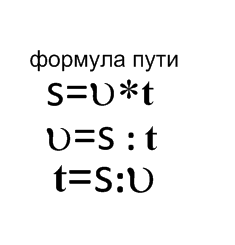 формула пути
s=υ*t
υ=s : t
t=s:υ